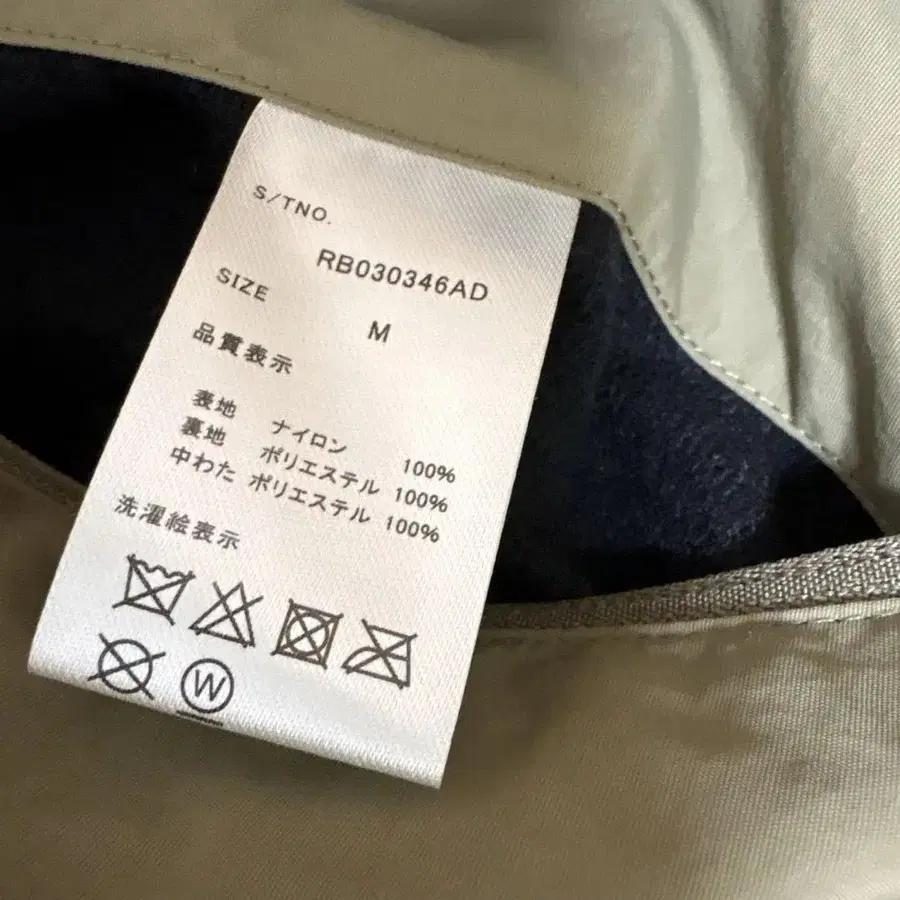 S/TNO.
RB030346AD
SIZE
M
品質表示
表地 ナイロン 100%
裏地 ポリエステル 100%
中わた ポリエステル 100%
洗濯絵表示
W